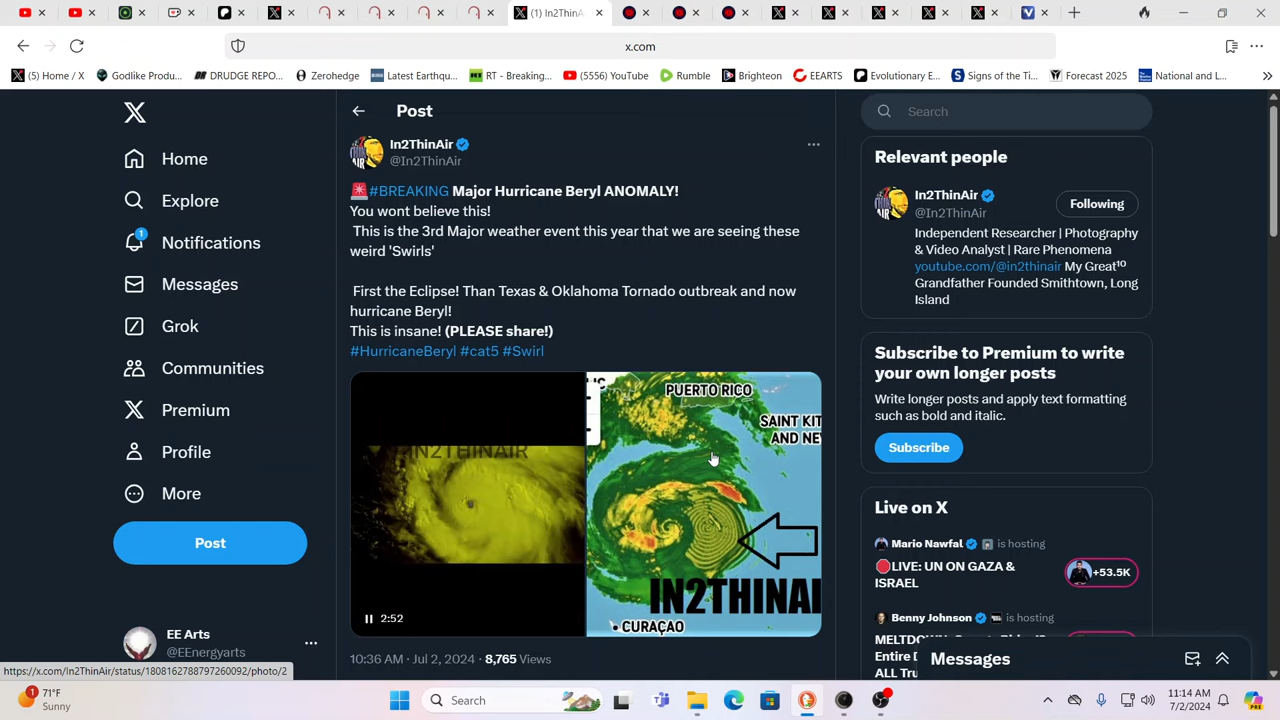 (1) In2ThinA
x.com
(5) Home / X
Godlike Produ...
DRUDGE REPO...
Zerohedge
Latest Earthqu...
RT - Breaking...
(5556) YouTube
Rumble
Brighteon
EEARTS
Evolutionary E...
Signs of the Ti...
Forecast 2025
National and L...
Home
Explore
1
Notifications
Messages
Grok
Communities
Premium
Profile
More
Post
EE Arts
@EEnergyarts
Post
In2ThinAir
@In2ThinAir
#BREAKING Major Hurricane Beryl ANOMALY!
You wont believe this!
This is the 3rd Major weather event this year that we are seeing these
weird 'Swirls'
First the Eclipse! Than Texas & Oklahoma Tornado outbreak and now
hurricane Beryl!
This is insane! (PLEASE share!)
#HurricaneBeryl #cat5 #Swirl
IN2THINAIR
2:52
PUERTO RICO
SAINT KIT
AND NE
IN2THINAI
CURAÇAO
10:36 AM · Jul 2, 2024 · 8,765 Views
Search
Relevant people
In2ThinAir
@In2ThinAir
Following
Independent Researcher | Photography
& Video Analyst | Rare Phenomena
youtube.com/@in2thinair My Great¹⁰
Grandfather Founded Smithtown, Long
Island
Subscribe to Premium to write
your own longer posts
Write longer posts and apply text formatting
such as bold and italic.
Subscribe
Live on X
Mario Nawfal is hosting
LIVE: UN ON GAZA &
ISRAEL
+53.5K
Benny Johnson is hosting
Messages
https://x.com/In2ThinAir/status/1808162788797260092/photo/2
1
71°F
Sunny
Search
11:14 AM
7/2/2024